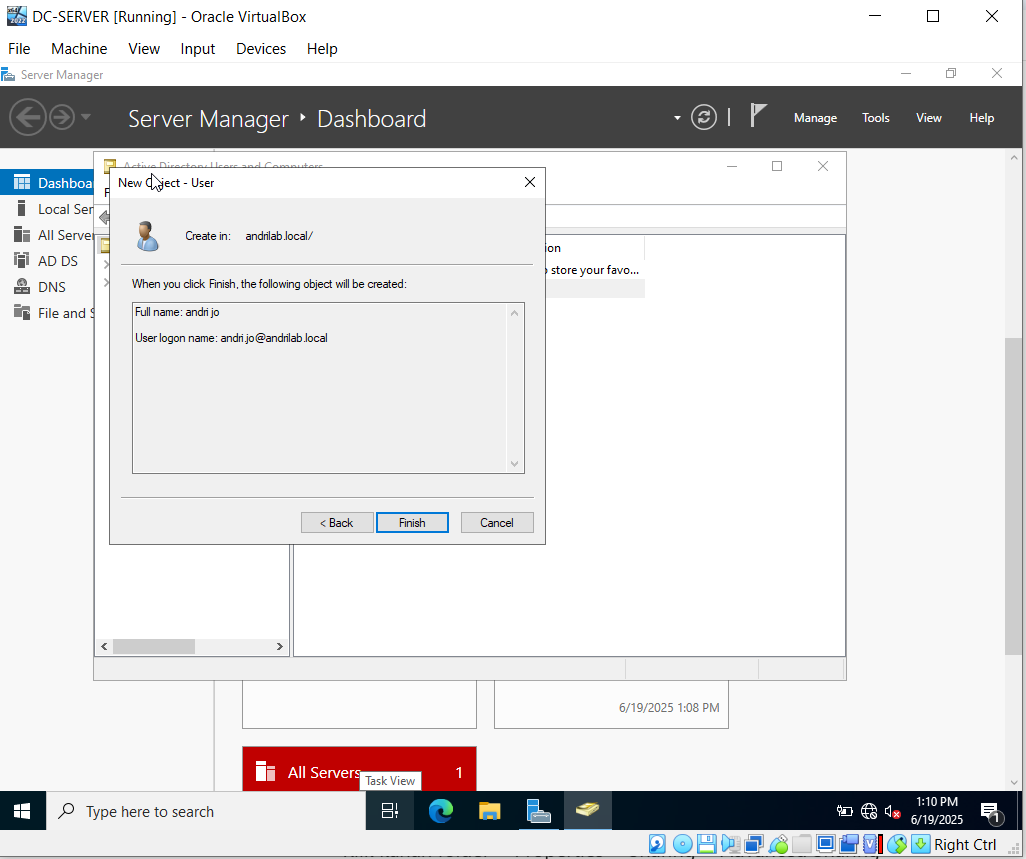 DC-SERVER [Running] - Oracle VirtualBox
File Machine View Input Devices Help
Server Manager
Server Manager Dashboard
Manage Tools View Help
Active Directory Users and Computers
Dashboa
Local Ser
All Server
AD DS
DNS
File and S
New Object - User
Create in: andrilab.local/
ion
store your favo...
When you click Finish, the following object will be created:
Full name: andri jo
User logon name: andri.jo@andrilab.local
< Back Finish Cancel
6/19/2025 1:08 PM
All Servers 1
Task View
Type here to search
1:10 PM
6/19/2025
1
Right Ctrl